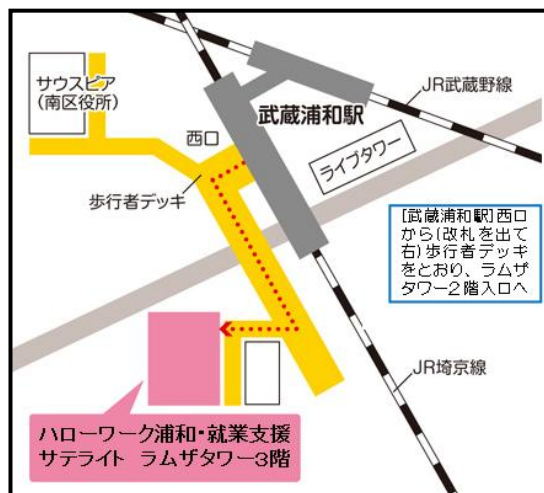 サウスピア
(南区役所)
武蔵浦和駅
JR武蔵野線
西口
ライブタワー
歩行者デッキ
[武蔵浦和駅]西口
から(改札を出て
右)歩行者デッキ
をとおり、ラムザ
タワー2階入口へ
JR埼京線
ハローワーク浦和・就業支援
サテライト ラムザタワー3階